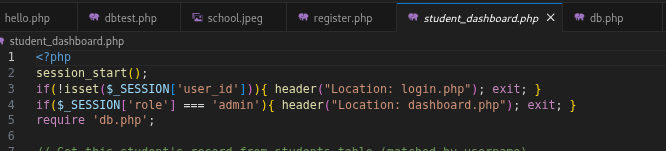 hello.php dbtest.php school.jpeg register.php student_dashboard.php db.php
student_dashboard.php
1 <?php
2 session_start();
3 if(!isset($_SESSION['user_id'])){ header("Location: login.php"); exit; }
4 if($_SESSION['role'] === 'admin'){ header("Location: dashboard.php"); exit; }
5 require 'db.php';
6
7 // Get this student's record from students table (matched by username)